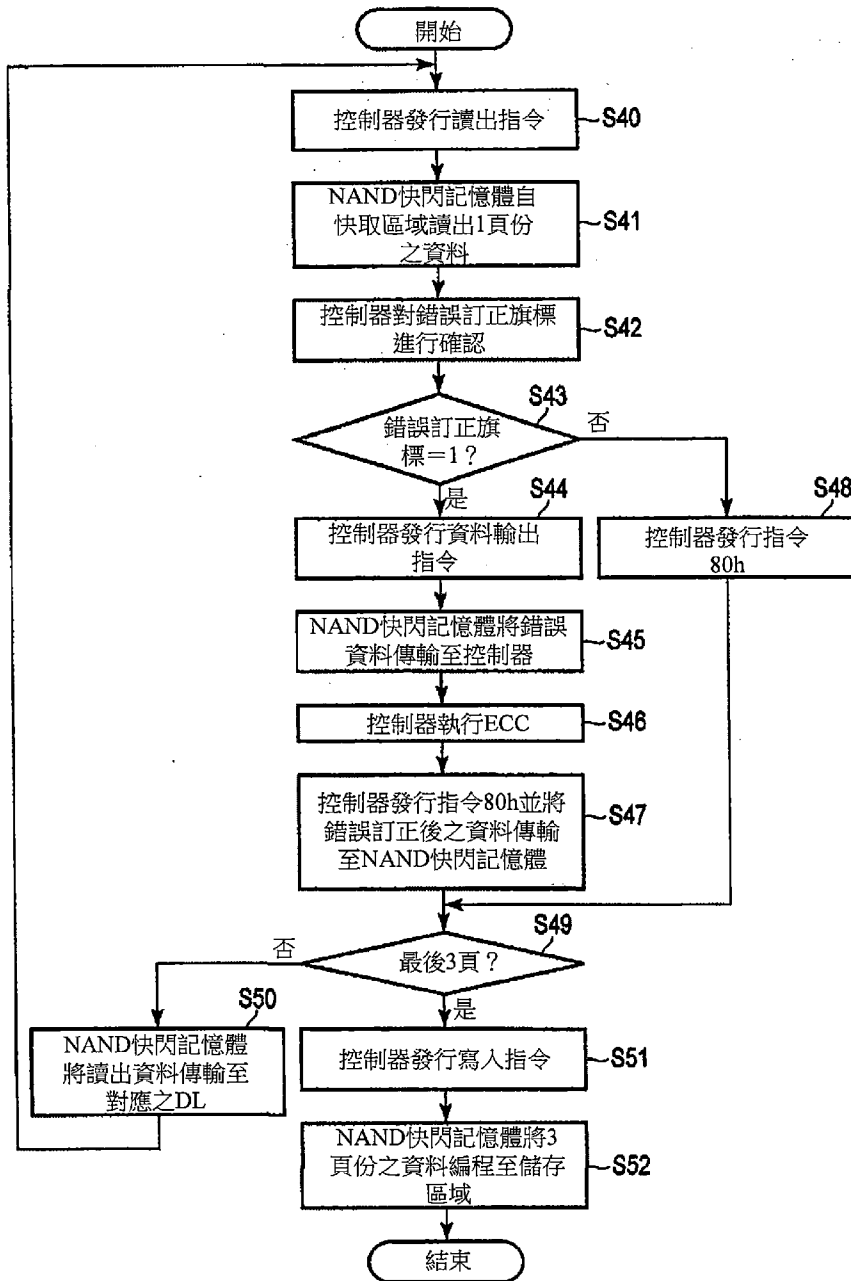 開始
控制器發行讀出指令
S40
NAND快閃記憶體自
快取區域讀出1頁份
之資料
S41
控制器對錯誤訂正旗標
進行確認
S42
S43
錯誤訂正旗
標=1?
否
是
S44
控制器發行資料輸出
指令
S48
控制器發行指令
80h
NAND快閃記憶體將錯誤
資料傳輸至控制器
S45
控制器執行ECC
S46
控制器發行指令80h並將
錯誤訂正後之資料傳輸
至NAND快閃記憶體
S47
S49
最後3頁?
否
是
S50
NAND快閃記憶體
將讀出資料傳輸至
對應之DL
控制器發行寫入指令
S51
NAND快閃記憶體將3
頁份之資料編程至儲存
區域
S52
結束